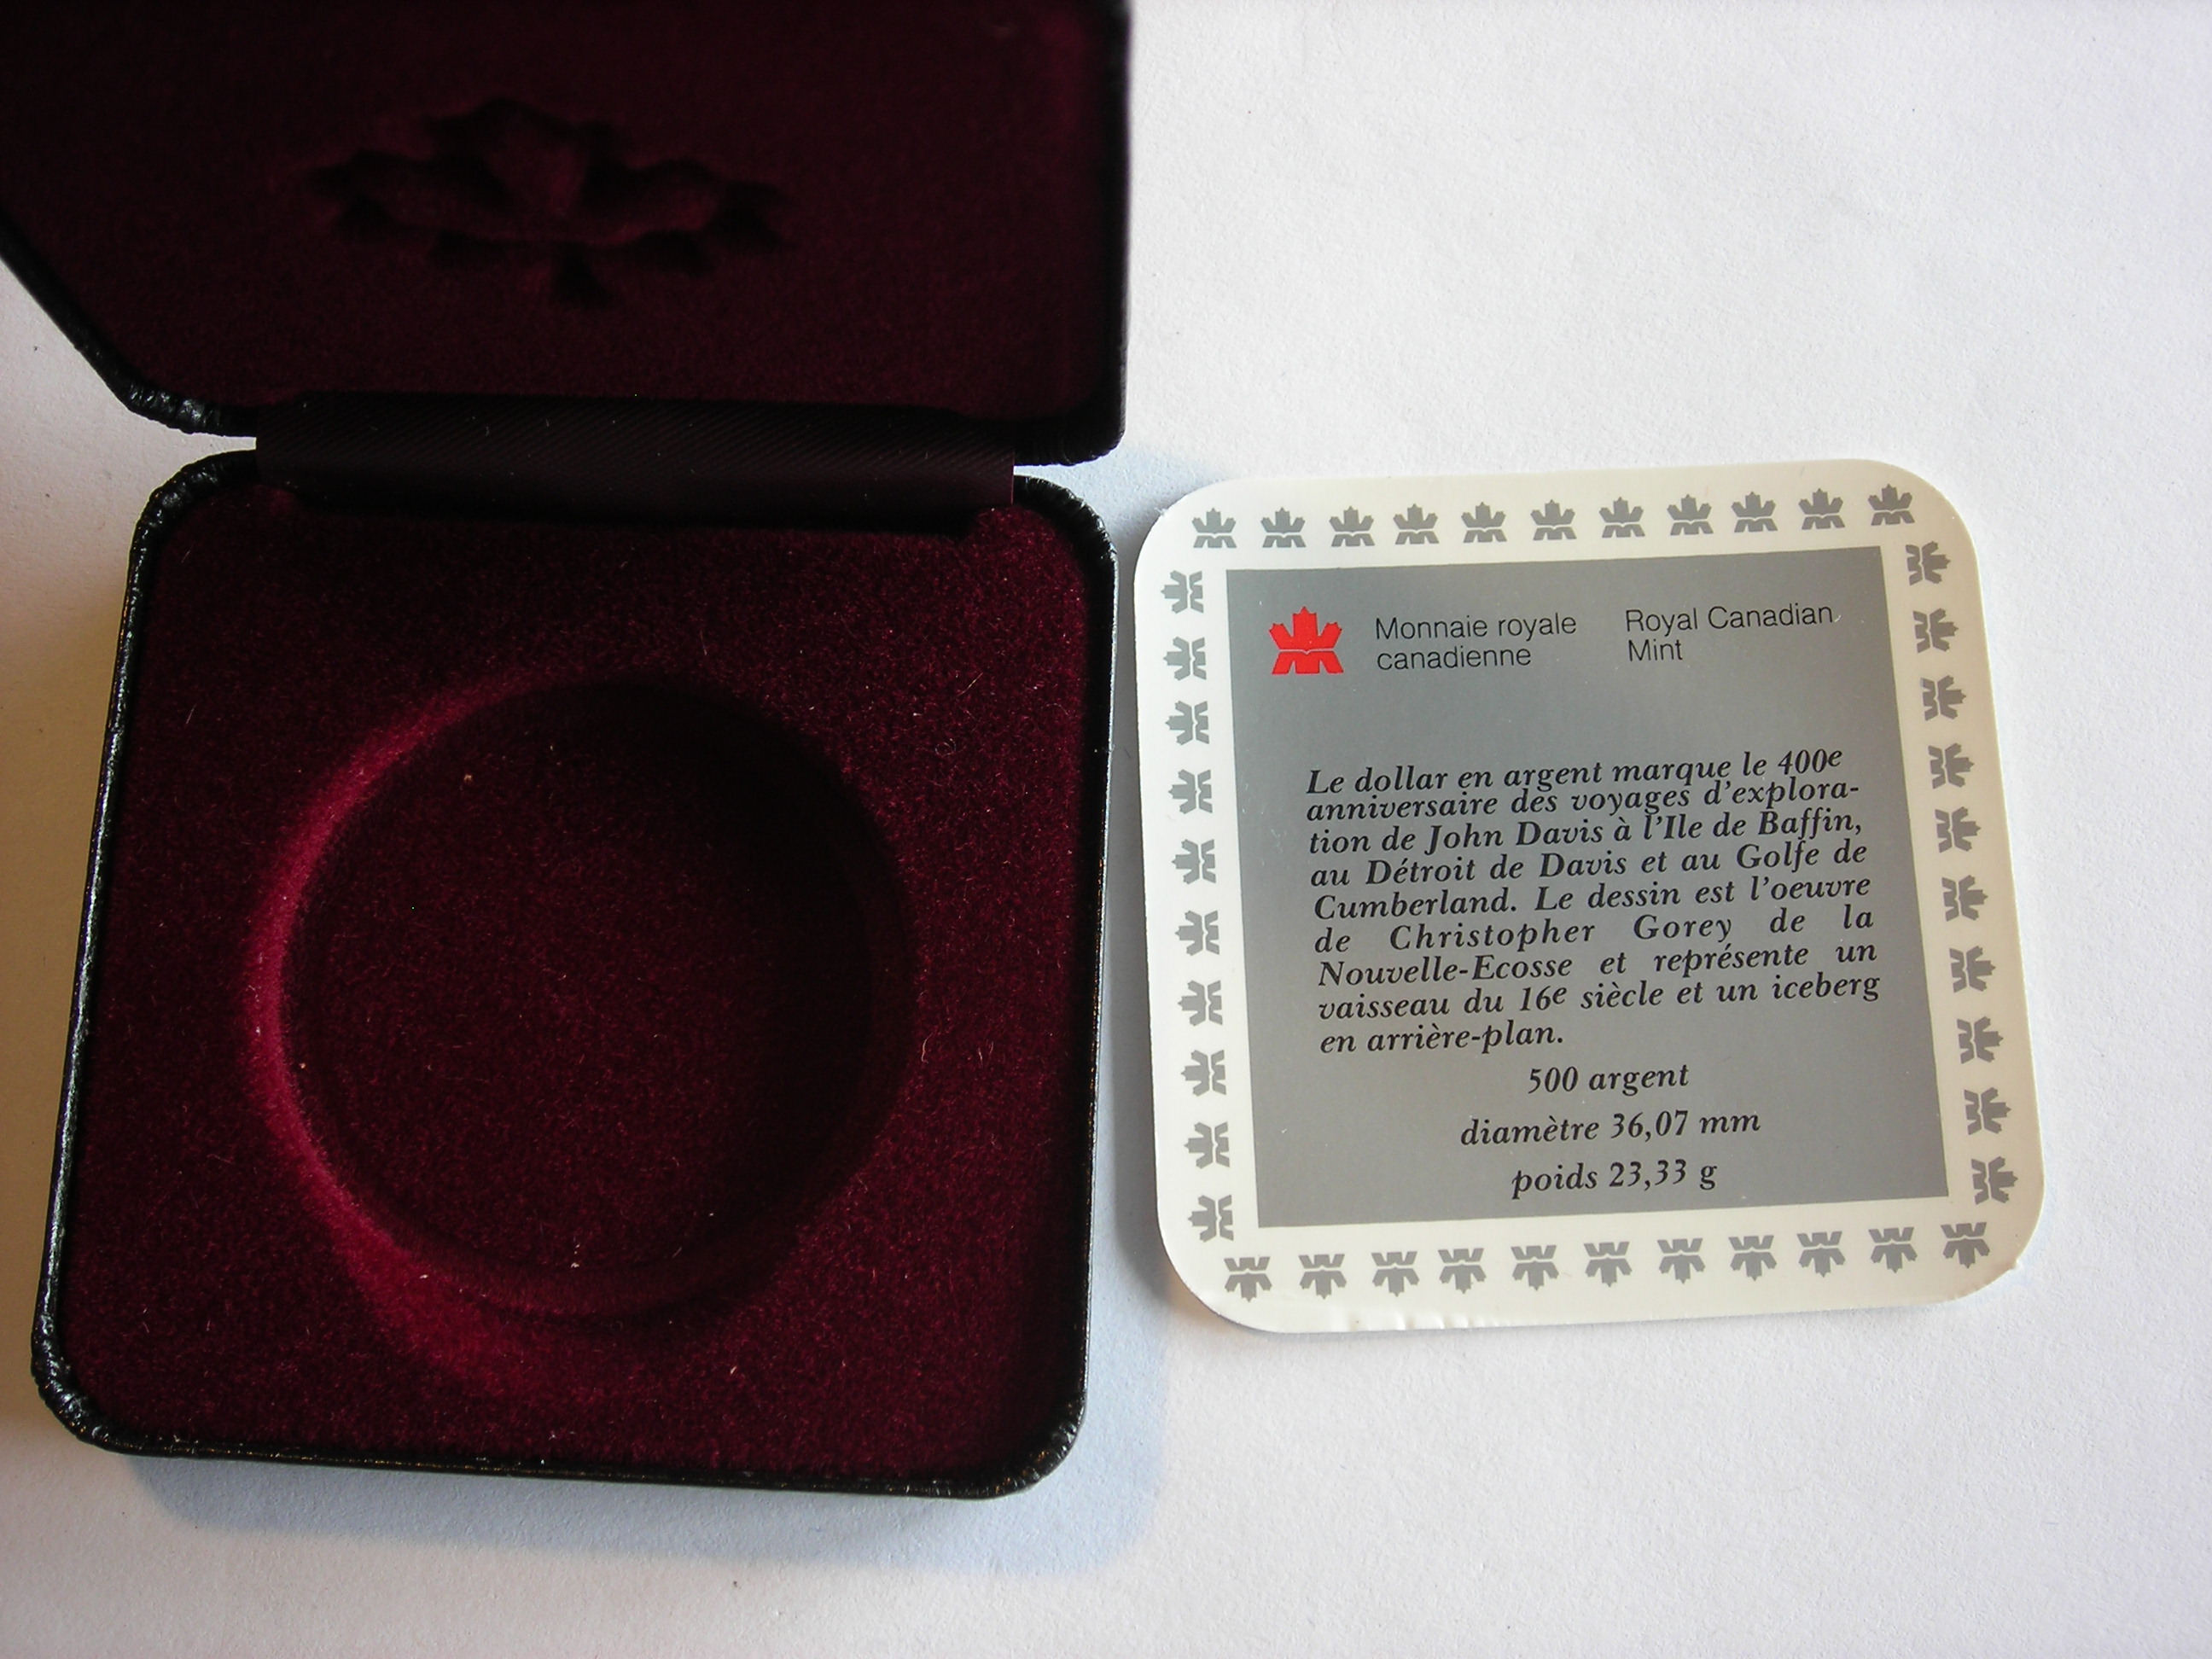 Monnaie royale
canadienne
Royal Canadian
Mint
Le dollar en argent marque le 400e
anniversaire des voyages d'explora-
tion de John Davis à l'Ile de Baffin,
au Détroit de Davis et au Golfe de
Cumberland. Le dessin est l'oeuvre
de Christopher Gorey de la
Nouvelle-Ecosse et représente un
vaisseau du 16e siècle et un iceberg
en arrière-plan.
500 argent
diamètre 36,07 mm
poids 23,33 g